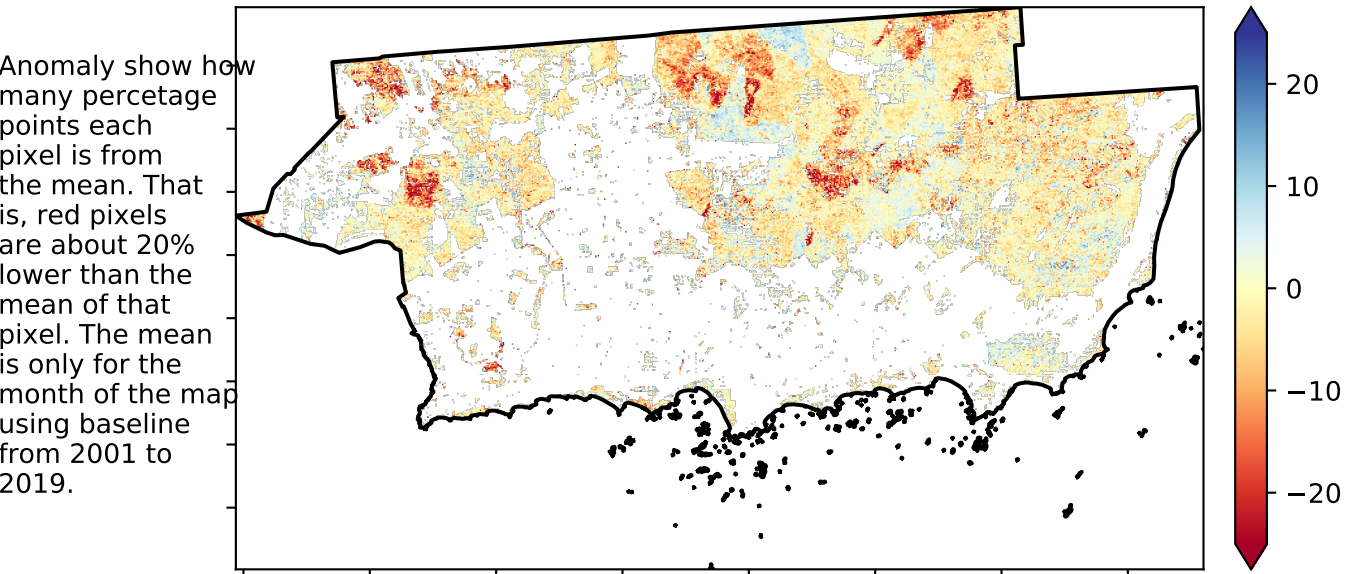 Anomaly show how
many percetage
points each
pixel is from
the mean. That
is, red pixels
are about 20%
lower than the
mean of that
pixel. The mean
is only for the
month of the map
using baseline
from 2001 to
2019.
20
10
0
−10
−20